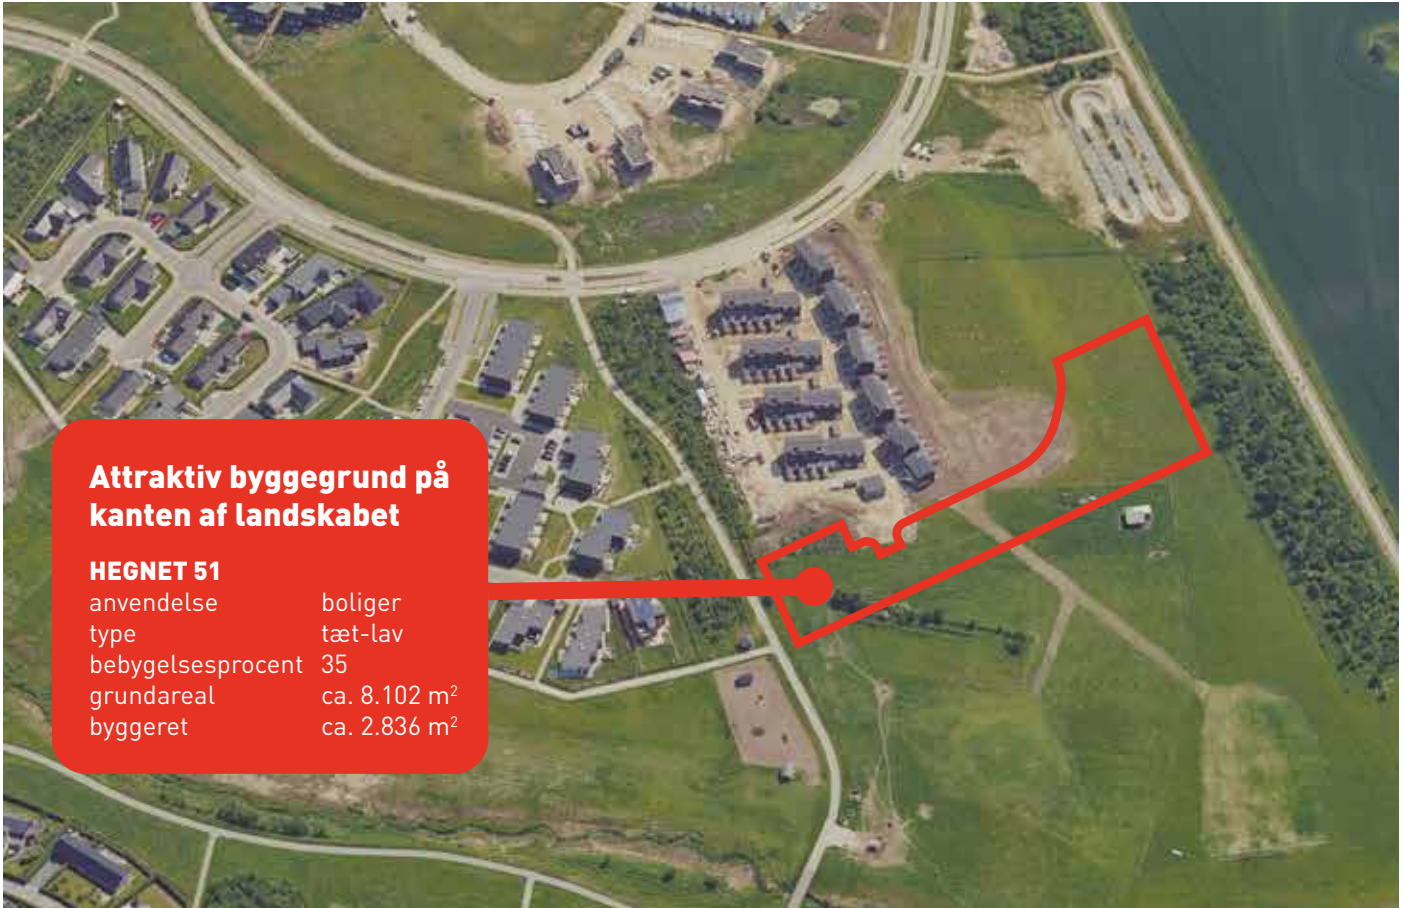 Attraktiv byggegrund på
kanten af landskabet
HEGNET 51
anvendelse boliger
type tæt-lav
bebygelsesprocent 35
grundareal ca. 8.102 m²
byggeret ca. 2.836 m²